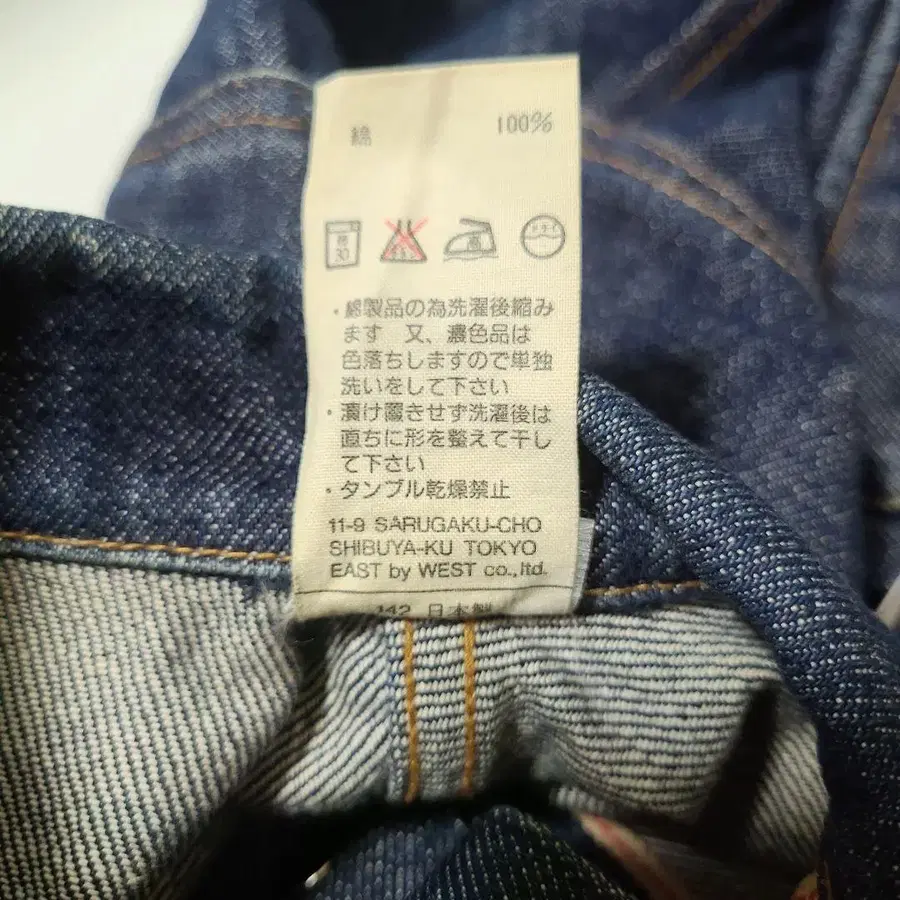 綿 100%
30 高 ドライ
・綿製品の為洗濯後縮み
ます 又、濃色品は
色落ちしますので単独
洗いをして下さい
・漬け置きせず洗濯後は
直ちに形を整えて干し
て下さい
・タンブル乾燥禁止
11-9 SARUGAKU-CHO
SHIBUYA-KU TOKYO
EAST by WEST co.,ltd.
142 日本製